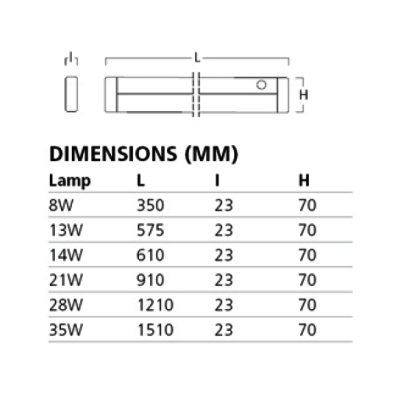 I L
H
DIMENSIONS (MM)
Lamp L I H
8W 350 23 70
13W 575 23 70
14W 610 23 70
21W 910 23 70
28W 1210 23 70
35W 1510 23 70